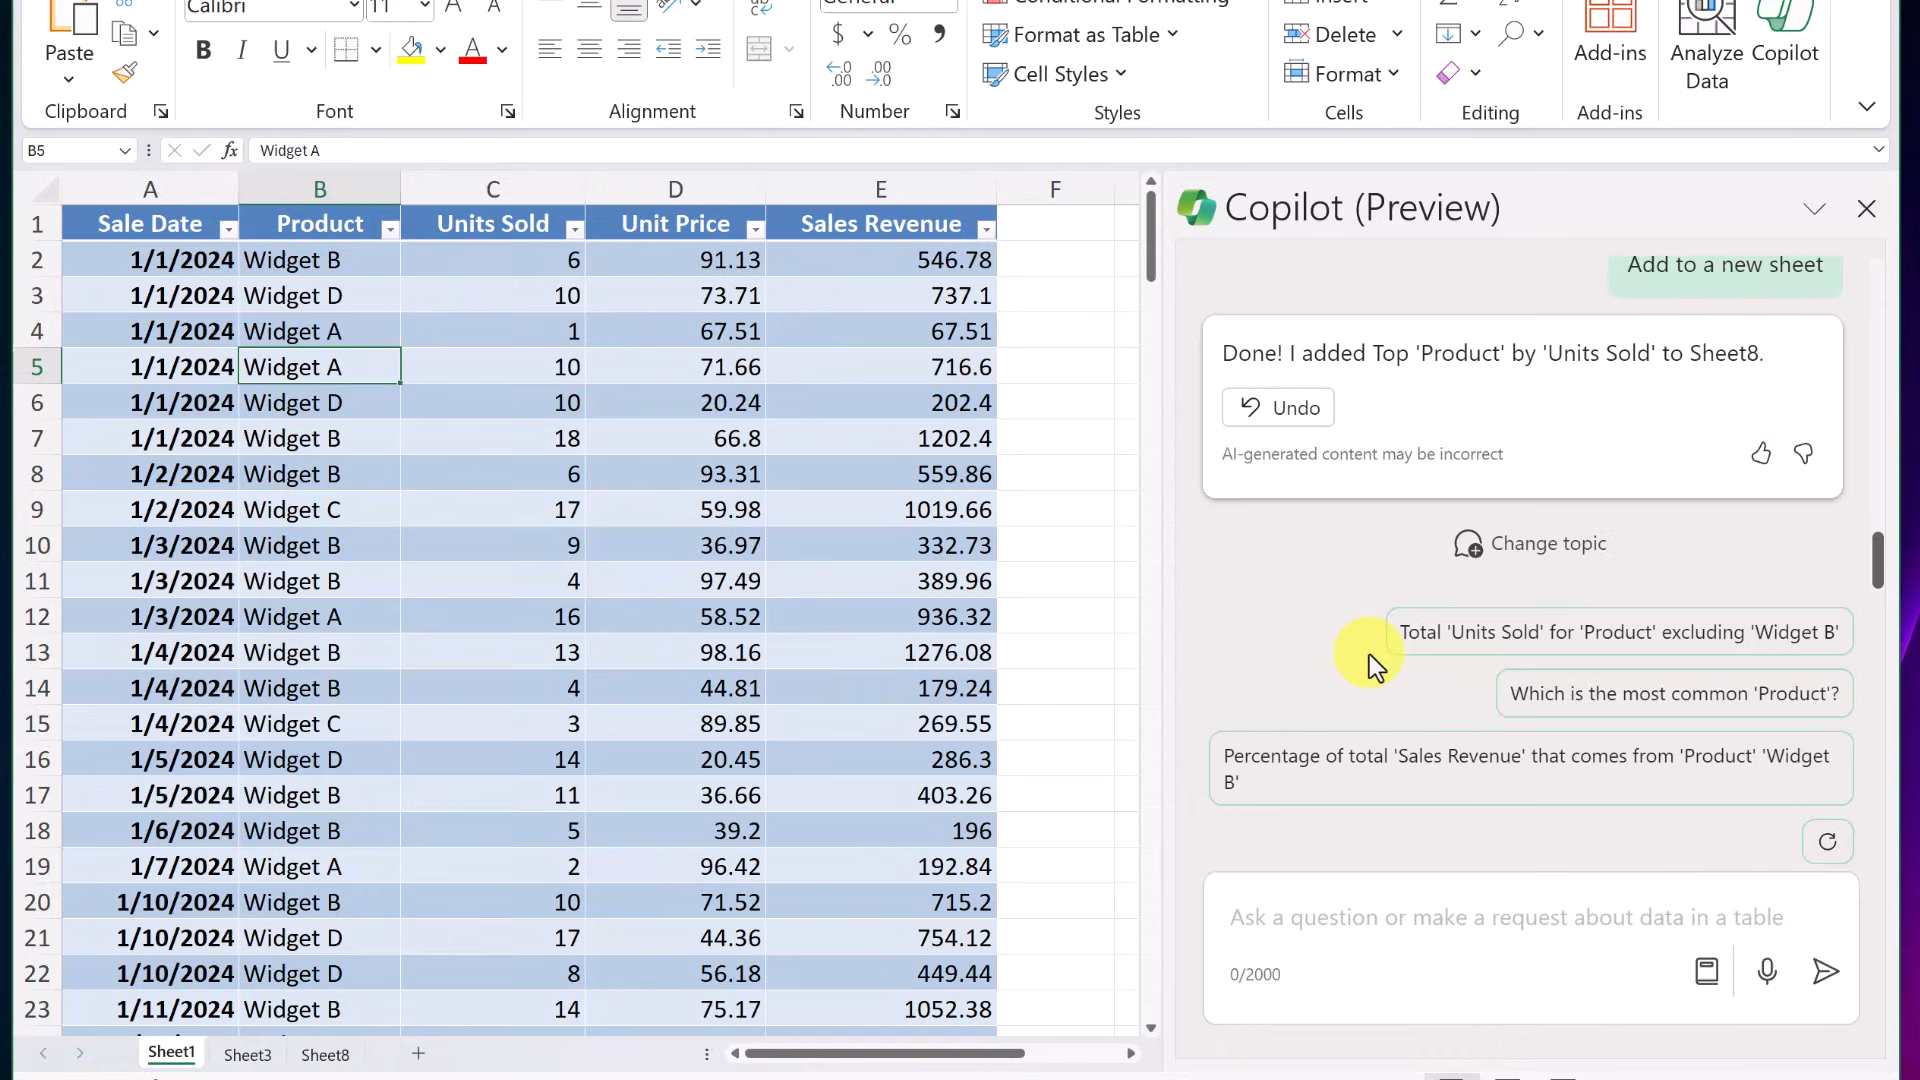 Calibri 11 General Conditional Formatting Insert
Paste
B I U $ % Format as Table Delete Add-ins Analyze Data Copilot
Cell Styles Format
Clipboard Font Alignment Number Styles Cells Editing Add-ins
B5 fx Widget A
A B C D E F
1 Sale Date Product Units Sold Unit Price Sales Revenue
2 1/1/2024 Widget B 6 91.13 546.78
3 1/1/2024 Widget D 10 73.71 737.1
4 1/1/2024 Widget A 1 67.51 67.51
5 1/1/2024 Widget A 10 71.66 716.6
6 1/1/2024 Widget D 10 20.24 202.4
7 1/1/2024 Widget B 18 66.8 1202.4
8 1/2/2024 Widget B 6 93.31 559.86
9 1/2/2024 Widget C 17 59.98 1019.66
10 1/3/2024 Widget B 9 36.97 332.73
11 1/3/2024 Widget B 4 97.49 389.96
12 1/3/2024 Widget A 16 58.52 936.32
13 1/4/2024 Widget B 13 98.16 1276.08
14 1/4/2024 Widget B 4 44.81 179.24
15 1/4/2024 Widget C 3 89.85 269.55
16 1/5/2024 Widget D 14 20.45 286.3
17 1/5/2024 Widget B 11 36.66 403.26
18 1/6/2024 Widget B 5 39.2 196
19 1/7/2024 Widget A 2 96.42 192.84
20 1/10/2024 Widget B 10 71.52 715.2
21 1/10/2024 Widget D 17 44.36 754.12
22 1/10/2024 Widget D 8 56.18 449.44
23 1/11/2024 Widget B 14 75.17 1052.38
Sheet1 Sheet3 Sheet8
Copilot (Preview)
Add to a new sheet
Done! I added Top 'Product' by 'Units Sold' to Sheet8.
Undo
AI-generated content may be incorrect
Change topic
Total 'Units Sold' for 'Product' excluding 'Widget B'
Which is the most common 'Product'?
Percentage of total 'Sales Revenue' that comes from 'Product' 'Widget
B'
Ask a question or make a request about data in a table
0/2000